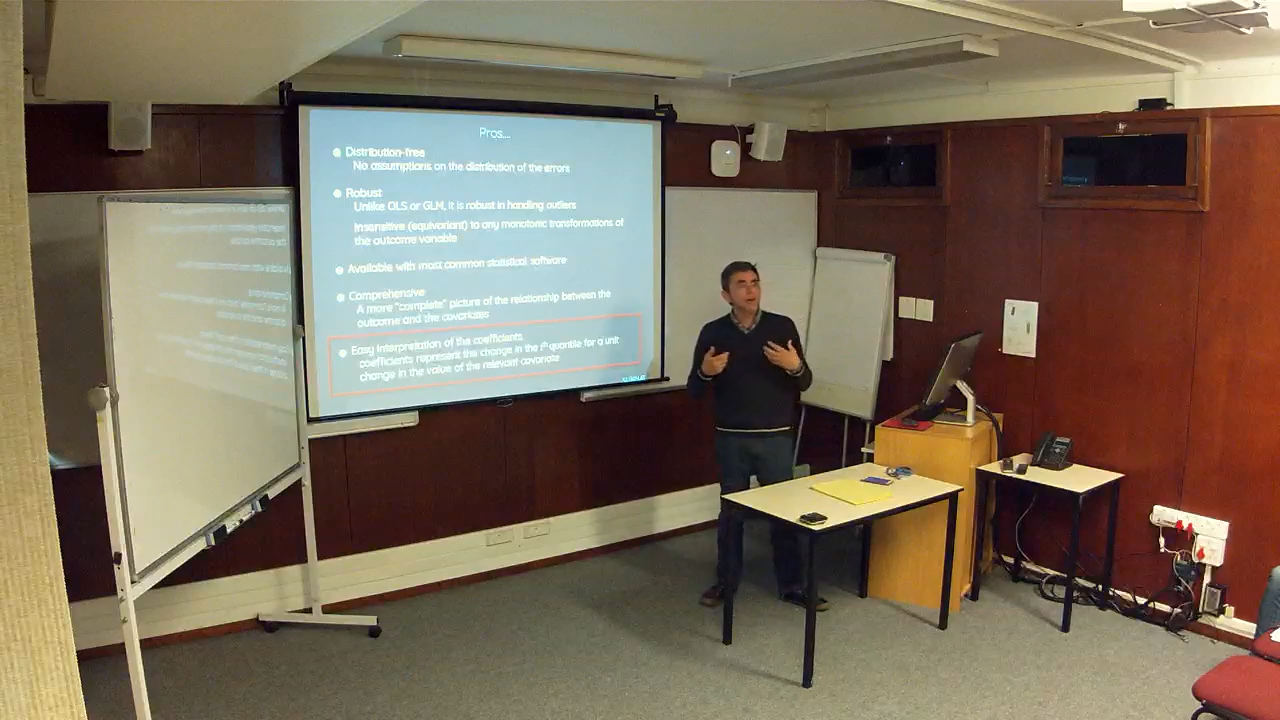 Pros....
Distribution-free
No assumptions on the distribution of the errors
Robust
Unlike OLS or GLM, it is robust in handling outliers
Insensitive (equivariant) to any monotonic transformations of
the outcome variable
Available with most common statistical software
Comprehensive
A more "complete" picture of the relationship between the
outcome and the covariates
Easy interpretation of the coefficients
coefficients represent the change in the quantile for a unit
change in the value of the relevant covariate